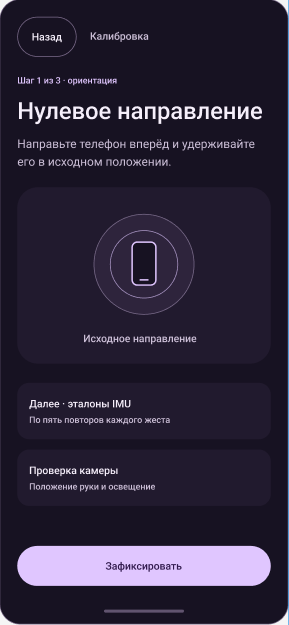 Назад
Калибровка
Шаг 1 из 3 · ориентация
Нулевое направление
Направьте телефон вперёд и удерживайте
его в исходном положении.
Исходное направление
Далее · эталоны IMU
По пять повторов каждого жеста
Проверка камеры
Положение руки и освещение
Зафиксировать